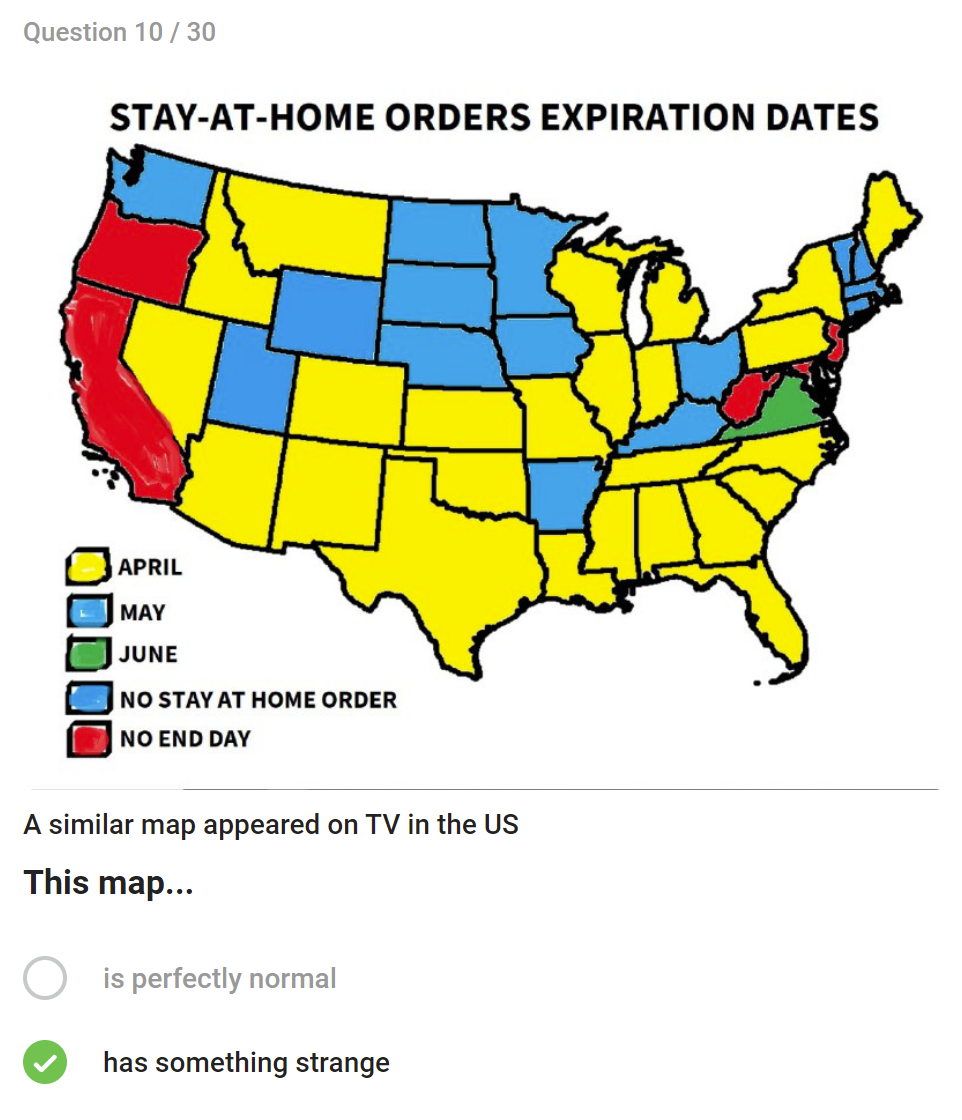 Question 10 / 30
STAY-AT-HOME ORDERS EXPIRATION DATES
APRIL
MAY
JUNE
NO STAY AT HOME ORDER
NO END DAY
A similar map appeared on TV in the US
This map...
is perfectly normal
has something strange